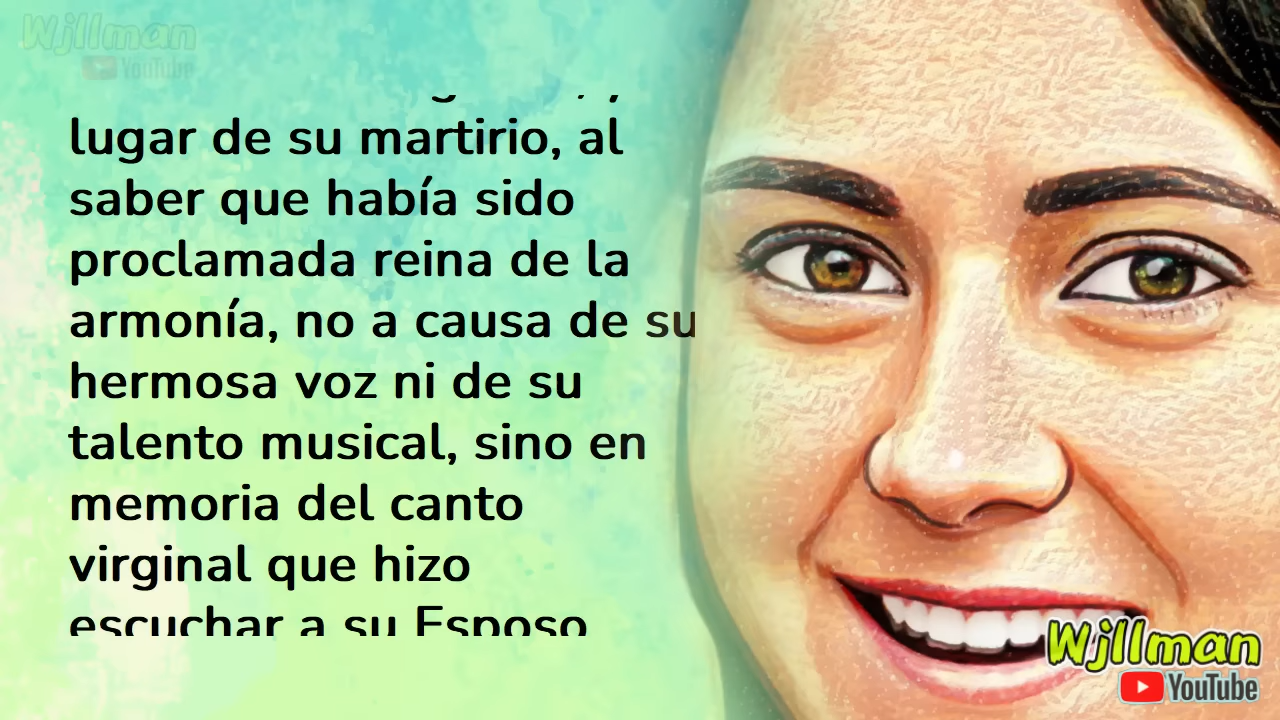 Wjllman
YouTube
lugar de su martirio, al
saber que había sido
proclamada reina de la
armonía, no a causa de su
hermosa voz ni de su
talento musical, sino en
memoria del canto
virginal que hizo
escuchar a su Esposo
Wjllman
YouTube